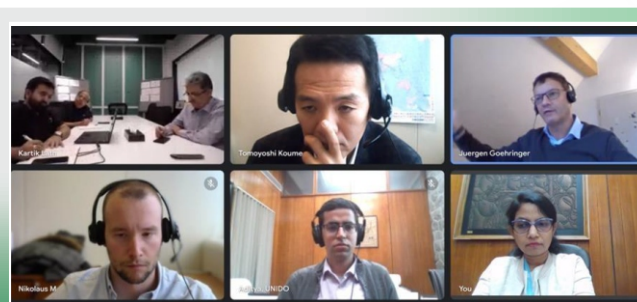 Kartik
Tomoyoshi Koume
Juergen Goehringer
Nikolaus M
UNIDO
You